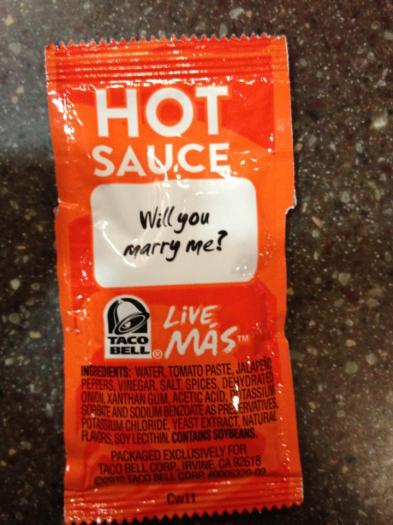 HOT
SAUCE
Will you
marry me?
TACO
BELL®
LIVE
MÁS™
INGREDIENTS: WATER, TOMATO PASTE, JALAPEÑO
PEPPERS, VINEGAR, SALT, SPICES, DEHYDRATED
ONION, XANTHAN GUM, ACETIC ACID, POTASSIUM
SORBATE AND SODIUM BENZOATE AS PRESERVATIVES,
POTASSIUM CHLORIDE, YEAST EXTRACT, NATURAL
FLAVORS, SOY LECITHIN. CONTAINS SOYBEANS.
PACKAGED EXCLUSIVELY FOR
TACO BELL CORP., IRVINE, CA 92618
©2012 TACO BELL CORP.
Cw11